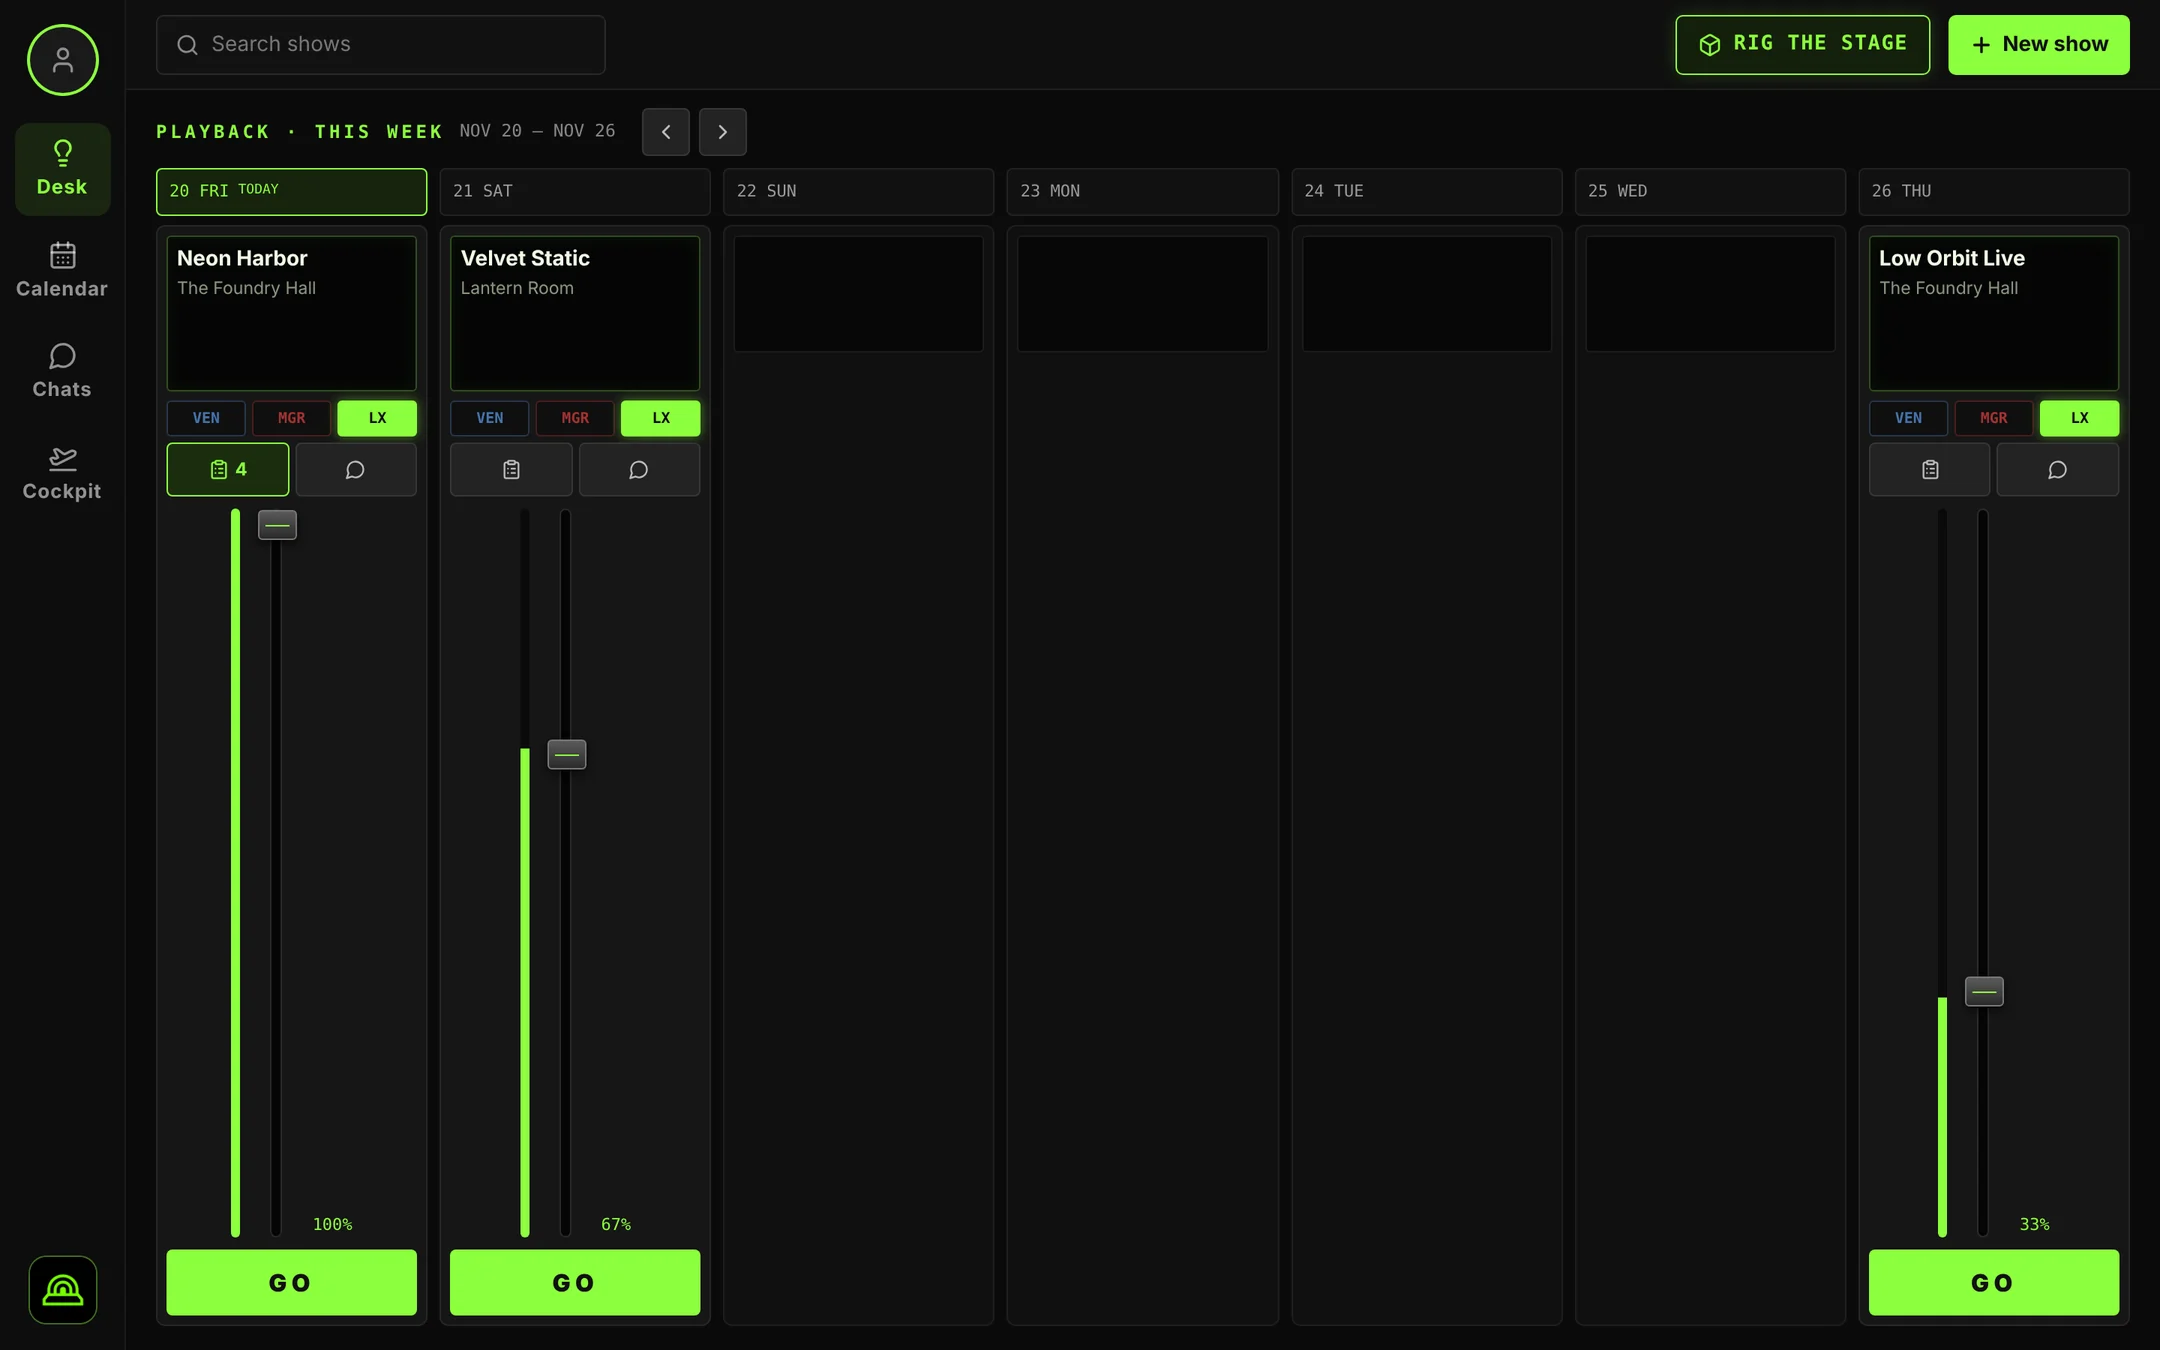 Search shows
RIG THE STAGE
New show
Desk
Calendar
Chats
Cockpit
PLAYBACK · THIS WEEK NOV 20 — NOV 26
20 FRI TODAY
21 SAT
22 SUN
23 MON
24 TUE
25 WED
26 THU
Neon Harbor
The Foundry Hall
VEN MGR LX
4
100%
GO
Velvet Static
Lantern Room
VEN MGR LX
67%
GO
Low Orbit Live
The Foundry Hall
VEN MGR LX
33%
GO